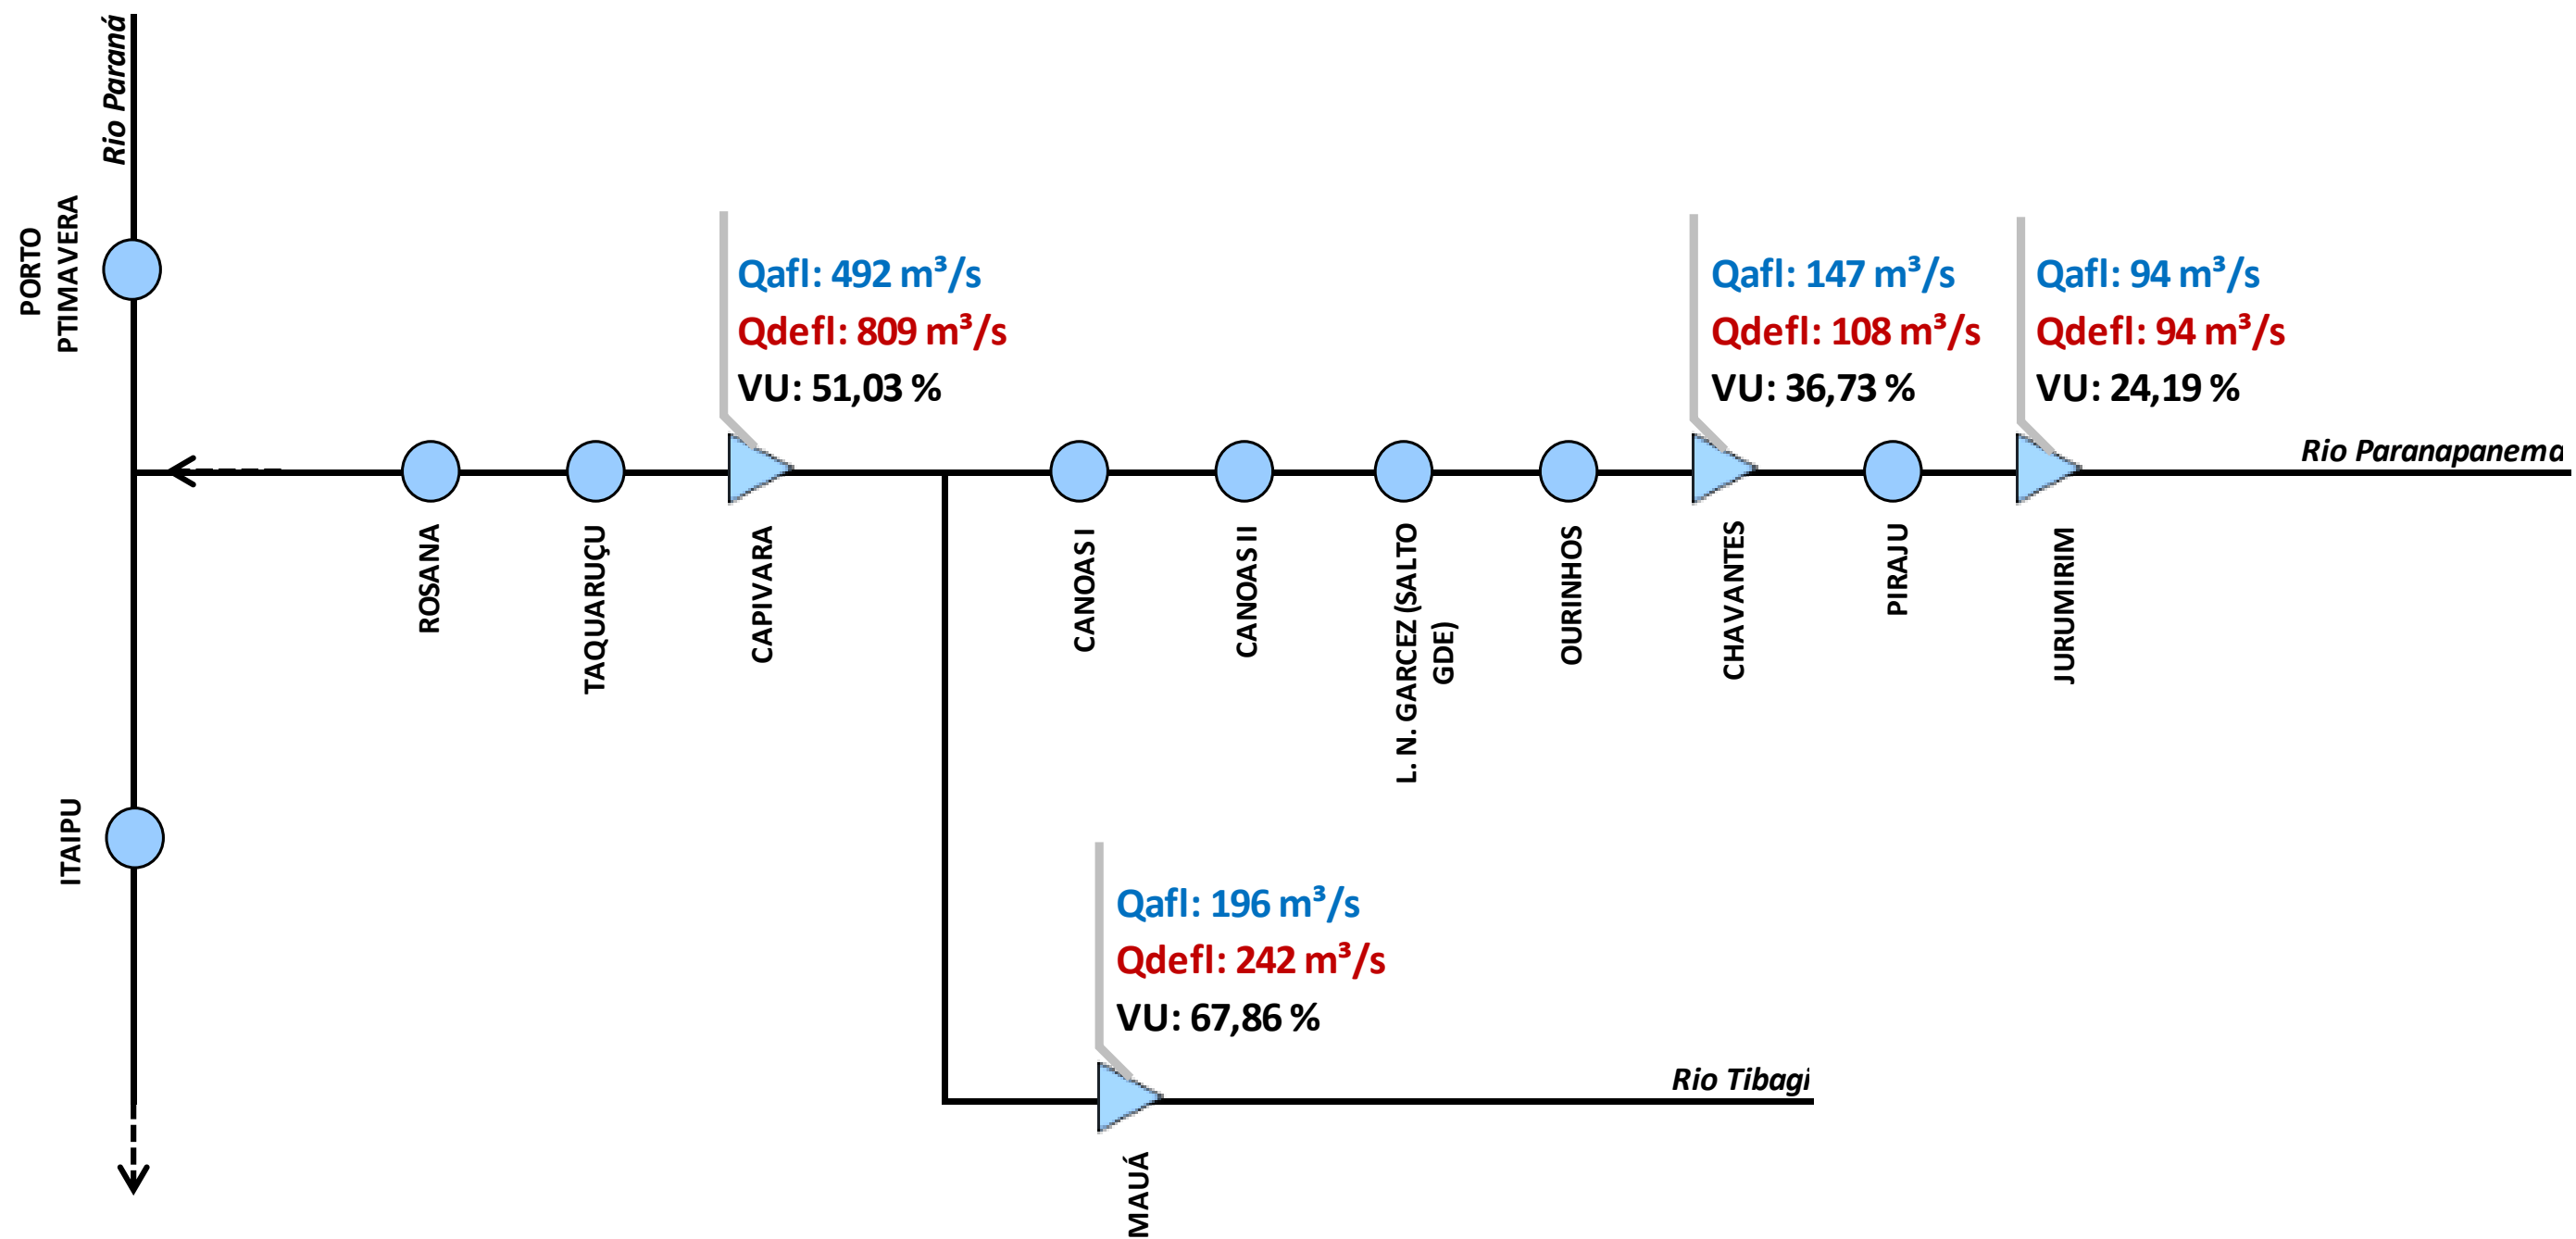 Rio Paraná
PORTO
PTIMAVERA
Qafl: 492 m³/s
Qdefl: 809 m³/s
VU: 51,03 %
Qafl: 147 m³/s
Qdefl: 108 m³/s
VU: 36,73 %
Qafl: 94 m³/s
Qdefl: 94 m³/s
VU: 24,19 %
Rio Paranapanema
ROSANA
TAQUARUÇU
CAPIVARA
CANOAS I
CANOAS II
L. N. GARCEZ (SALTO
GDE)
OURINHOS
CHAVANTES
PIRAJU
JURUMIRIM
ITAIPU
Qafl: 196 m³/s
Qdefl: 242 m³/s
VU: 67,86 %
Rio Tibagi
MAUÁ